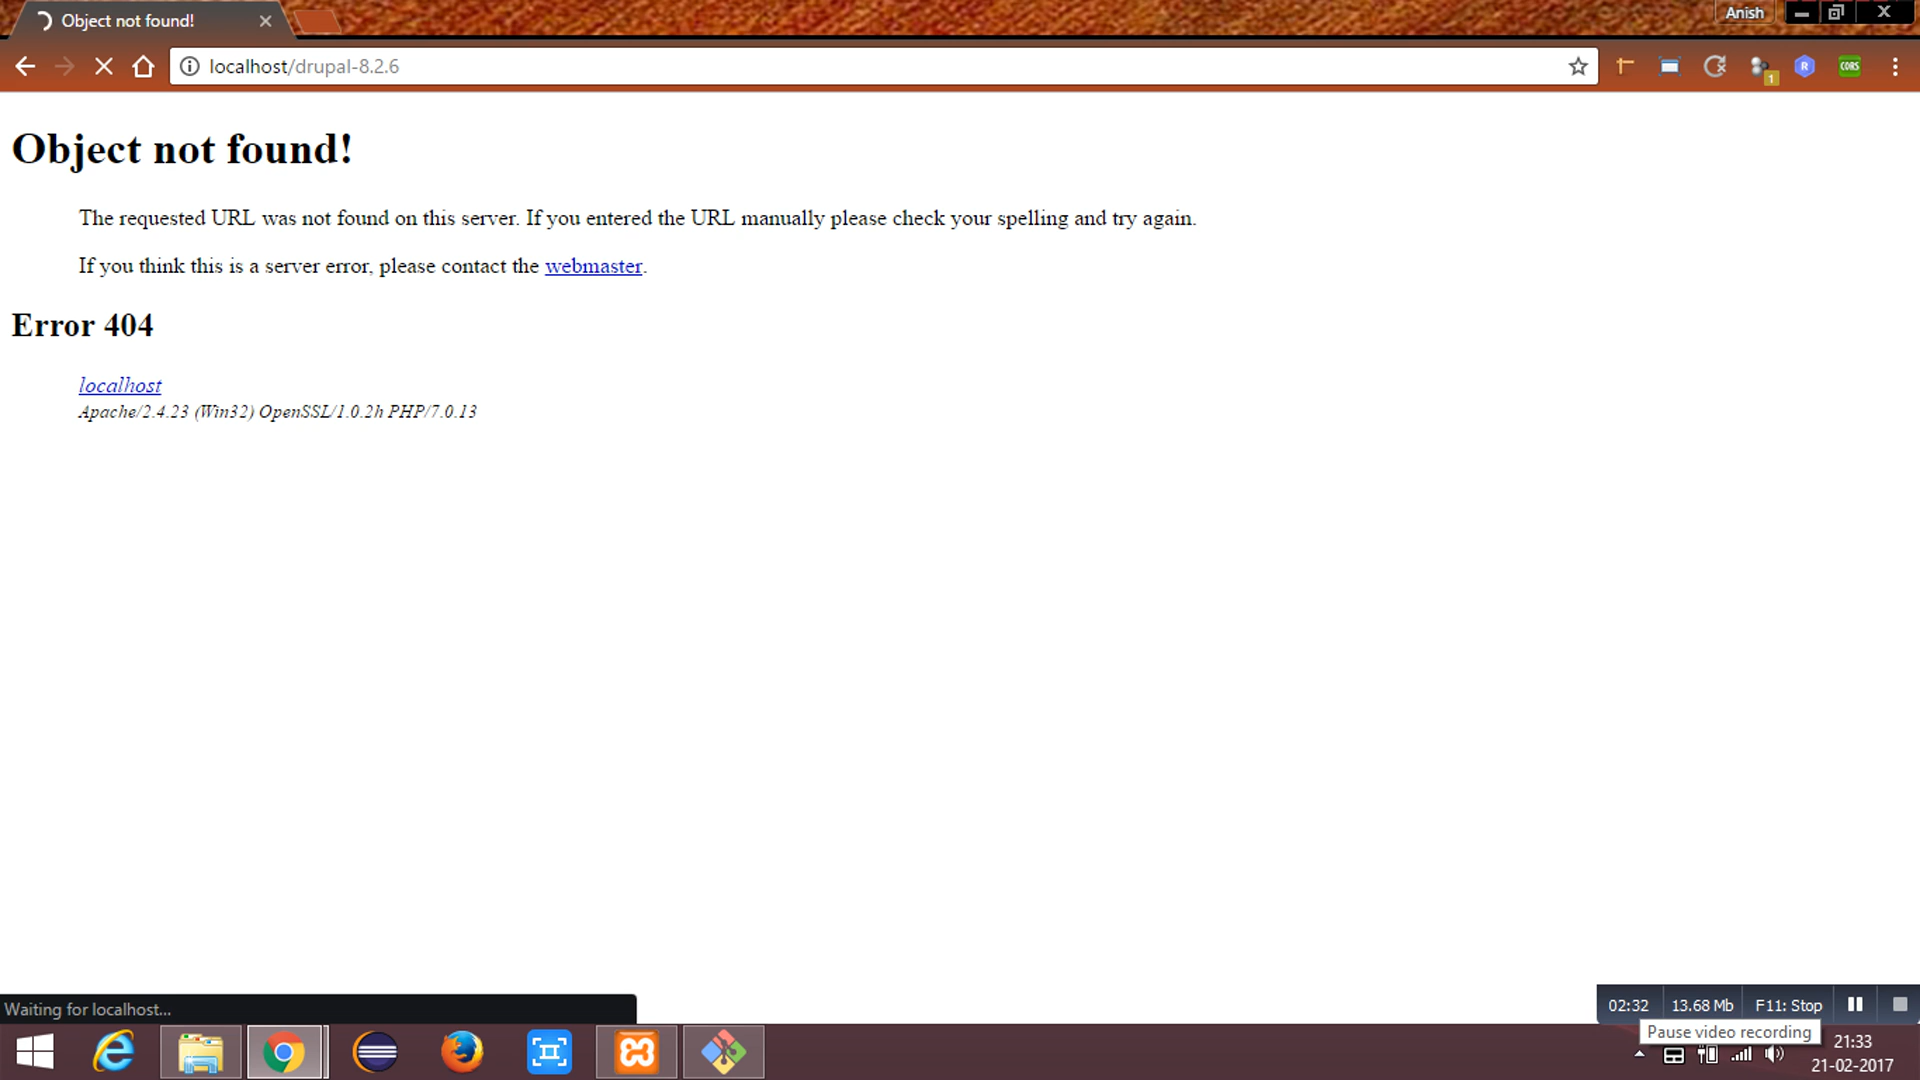 Object not found!
Anish
localhost/drupal-8.2.6
1
R
CORS
Object not found!
The requested URL was not found on this server. If you entered the URL manually please check your spelling and try again.
If you think this is a server error, please contact the webmaster.
Error 404
localhost
Apache/2.4.23 (Win32) OpenSSL/1.0.2h PHP/7.0.13
Waiting for localhost...
02:32 13.68 Mb F11: Stop
Pause video recording
21:33
21-02-2017